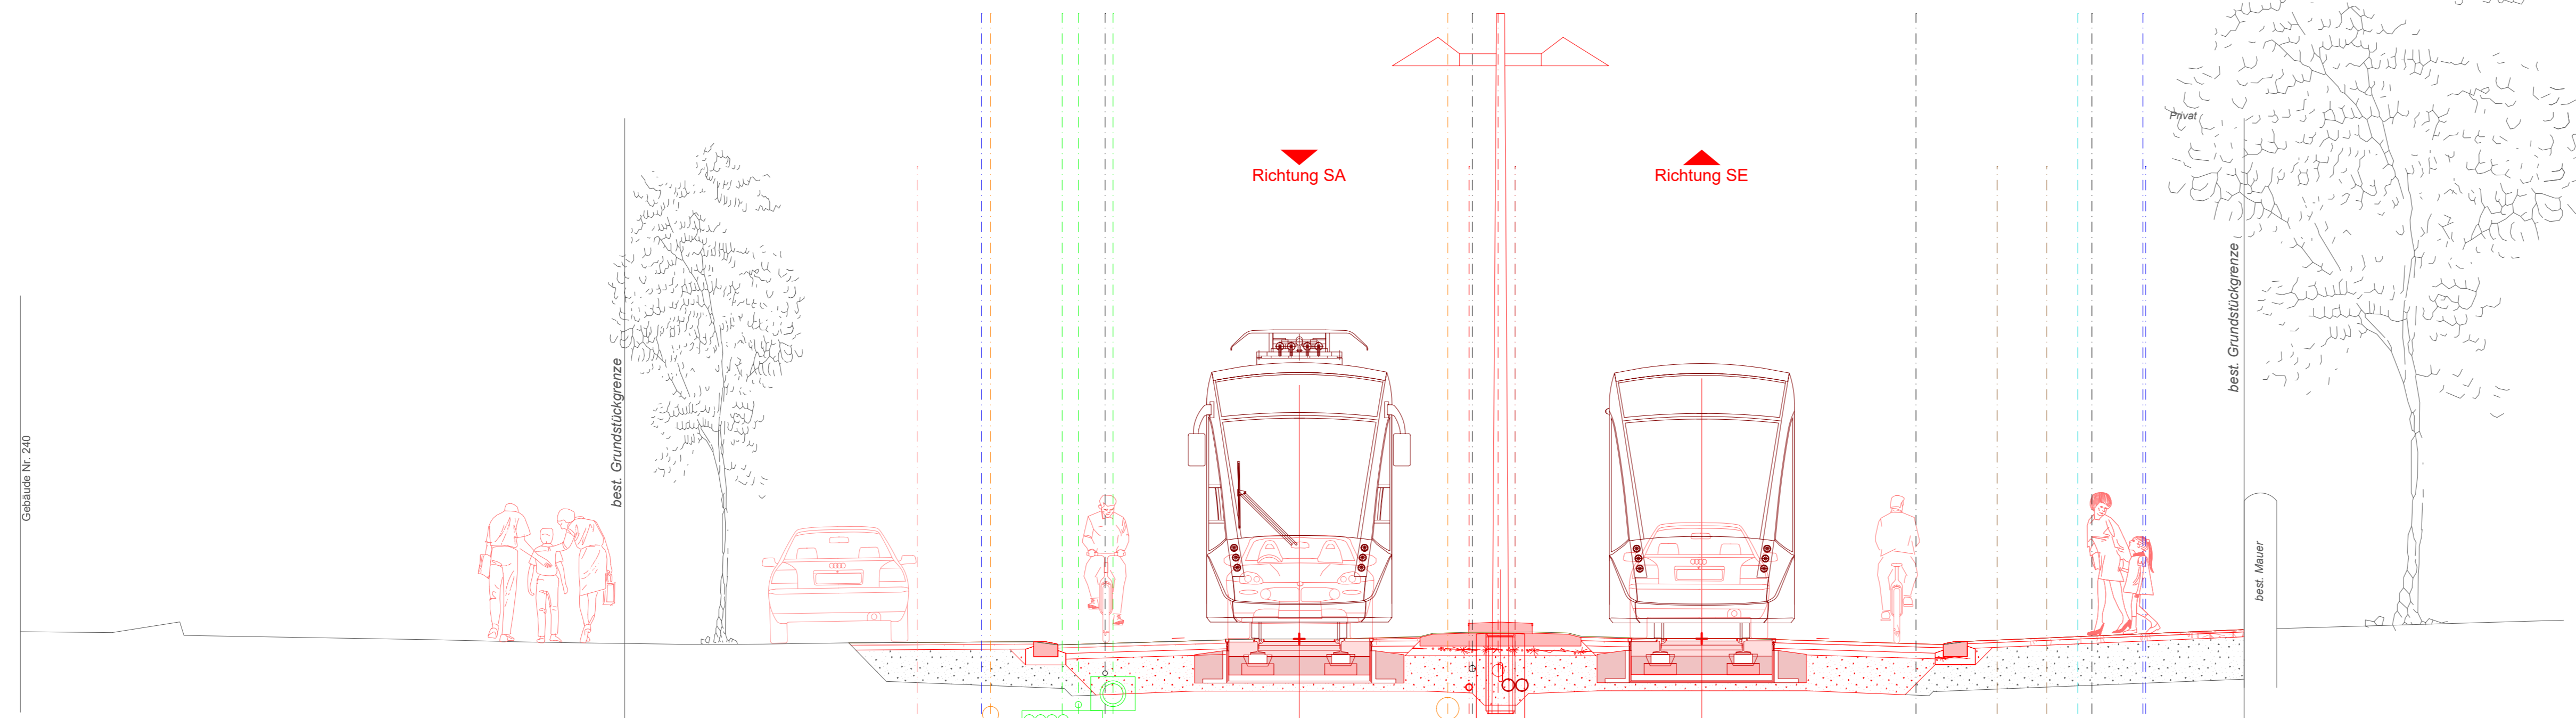 Privat
Richtung SA
Richtung SE
best. Grundstückgrenze
best. Grundstückgrenze
Gebäude Nr. 240
best. Mauer